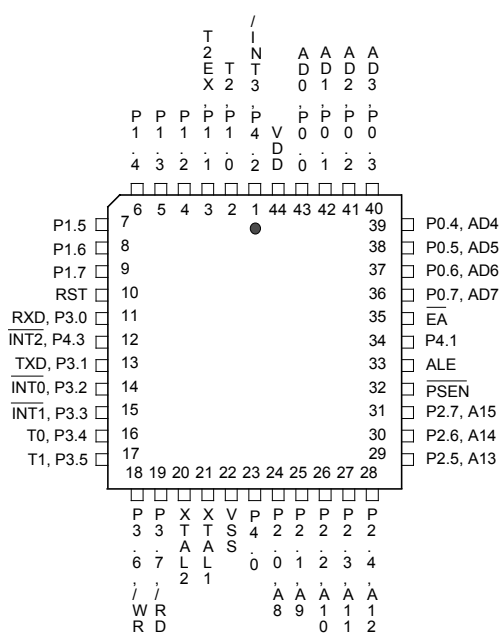 P1.4
P1.3
P1.2
T2EX, P1.1
T2, P1.0
/INT3, P4.2
VDD
AD0, P0.0
AD1, P0.1
AD2, P0.2
AD3, P0.3
6 5 4 3 2 1 44 43 42 41 40
P1.5 7
P1.6 8
P1.7 9
RST 10
RXD, P3.0 11
INT2, P4.3 12
TXD, P3.1 13
INT0, P3.2 14
INT1, P3.3 15
T0, P3.4 16
T1, P3.5 17
39 P0.4, AD4
38 P0.5, AD5
37 P0.6, AD6
36 P0.7, AD7
35 EA
34 P4.1
33 ALE
32 PSEN
31 P2.7, A15
30 P2.6, A14
29 P2.5, A13
18 19 20 21 22 23 24 25 26 27 28
P3.6, /WR
P3.7, /RD
XTAL2
XTAL1
VSS
P4.0
P2.0, A8
P2.1, A9
P2.2, A10
P2.3, A11
P2.4, A12